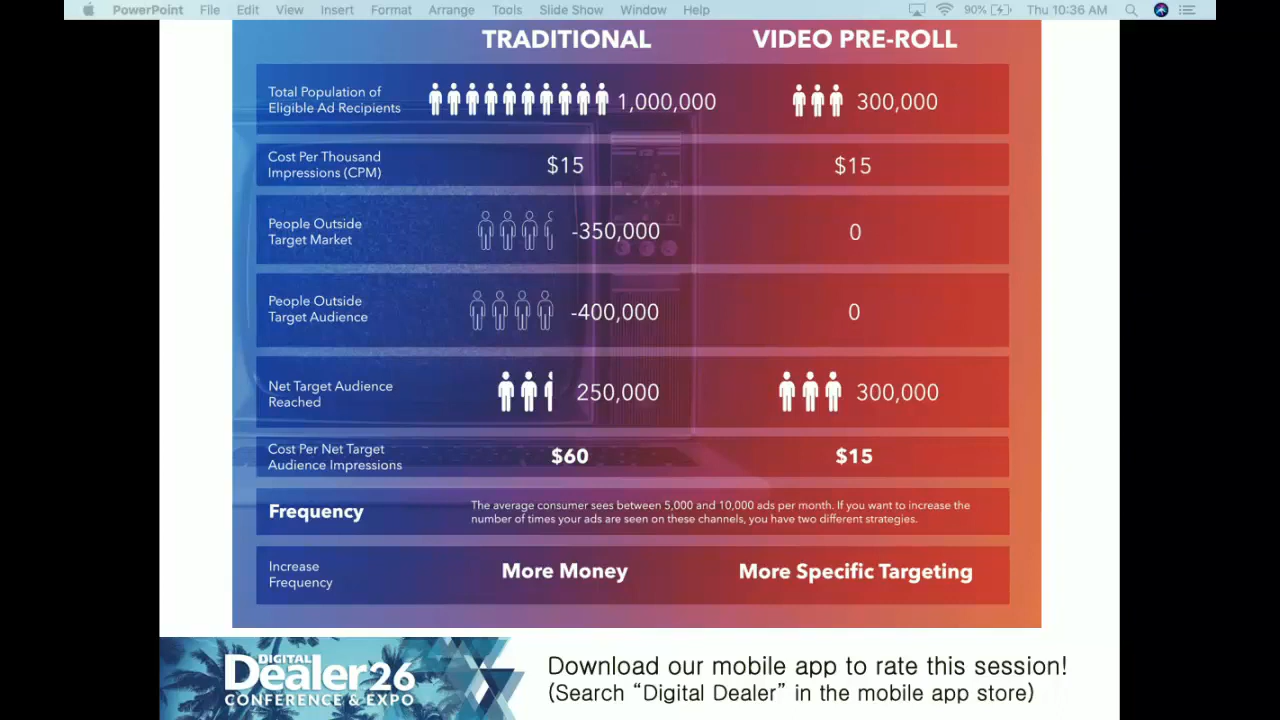 PowerPoint File Edit View Insert Format Arrange Tools Slide Show Window Help 90% Thu 10:36 AM
TRADITIONAL VIDEO PRE-ROLL
Total Population of
Eligible Ad Recipients
1,000,000 300,000
Cost Per Thousand
Impressions (CPM)
$15 $15
People Outside
Target Market
-350,000 0
People Outside
Target Audience
-400,000 0
Net Target Audience
Reached
250,000 300,000
Cost Per Net Target
Audience Impressions
$60 $15
Frequency
The average consumer sees between 5,000 and 10,000 ads per month. If you want to increase the
number of times your ads are seen on these channels, you have two different strategies.
Increase
Frequency
More Money More Specific Targeting
DIGITAL
Dealer26
CONFERENCE & EXPO
Download our mobile app to rate this session!
(Search “Digital Dealer” in the mobile app store)